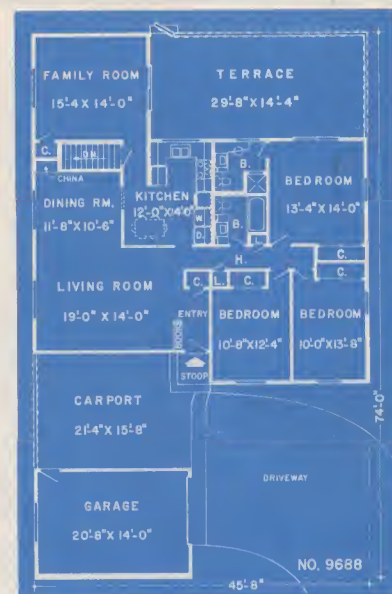 FAMILY ROOM
15'-4 X 14'-0"
TERRACE
29'-8" X 14'-4"
C.
DN.
CHINA
B.
BEDROOM
13'-4" X 14'-0"
KITCHEN
12'-0" X 14'0"
DINING RM.
11'-8" X 10'-6"
W.
D.
B.
L.
H.
C.
C.
LIVING ROOM
19'-0" X 14'-0"
C.
L.
C.
ENTRY
BOOKS
BEDROOM
10'-8" X 12'-4"
BEDROOM
10'-0" X 13'-8"
STOOP
CARPORT
21'-4" X 15'-8"
74'-0"
DRIVEWAY
GARAGE
20'-8" X 14'-0"
NO. 9688
45'-8"